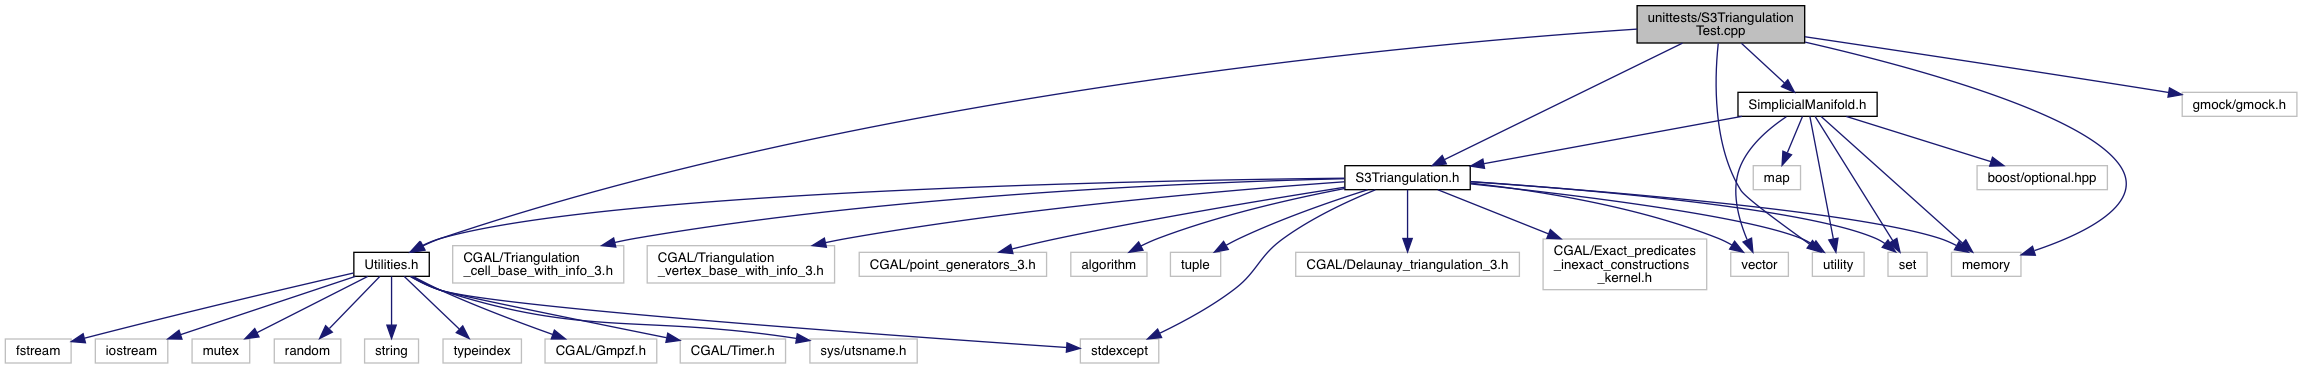 unittests/S3Triangulation
Test.cpp
SimplicialManifold.h
gmock/gmock.h
S3Triangulation.h
map
boost/optional.hpp
Utilities.h
CGAL/Triangulation
_cell_base_with_info_3.h
CGAL/Triangulation
_vertex_base_with_info_3.h
CGAL/point_generators_3.h
algorithm
tuple
CGAL/Delaunay_triangulation_3.h
CGAL/Exact_predicates
_inexact_constructions
_kernel.h
vector
utility
set
memory
fstream
iostream
mutex
random
string
typeindex
CGAL/Gmpzf.h
CGAL/Timer.h
sys/utsname.h
stdexcept